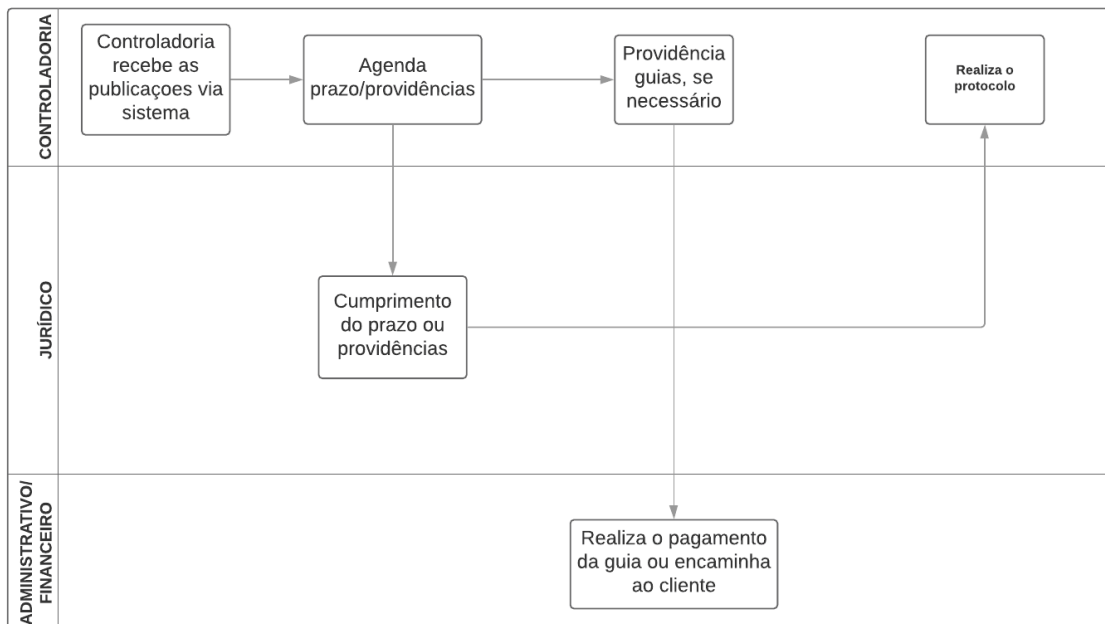 CONTROLADORIA
Controladoria
recebe as
publicaçoes via
sistema
Agenda
prazo/providências
Providência
guias, se
necessário
Realiza o
protocolo
JURÍDICO
Cumprimento
do prazo ou
providências
ADMINISTRATIVO/
FINANCEIRO
Realiza o pagamento
da guia ou encaminha
ao cliente